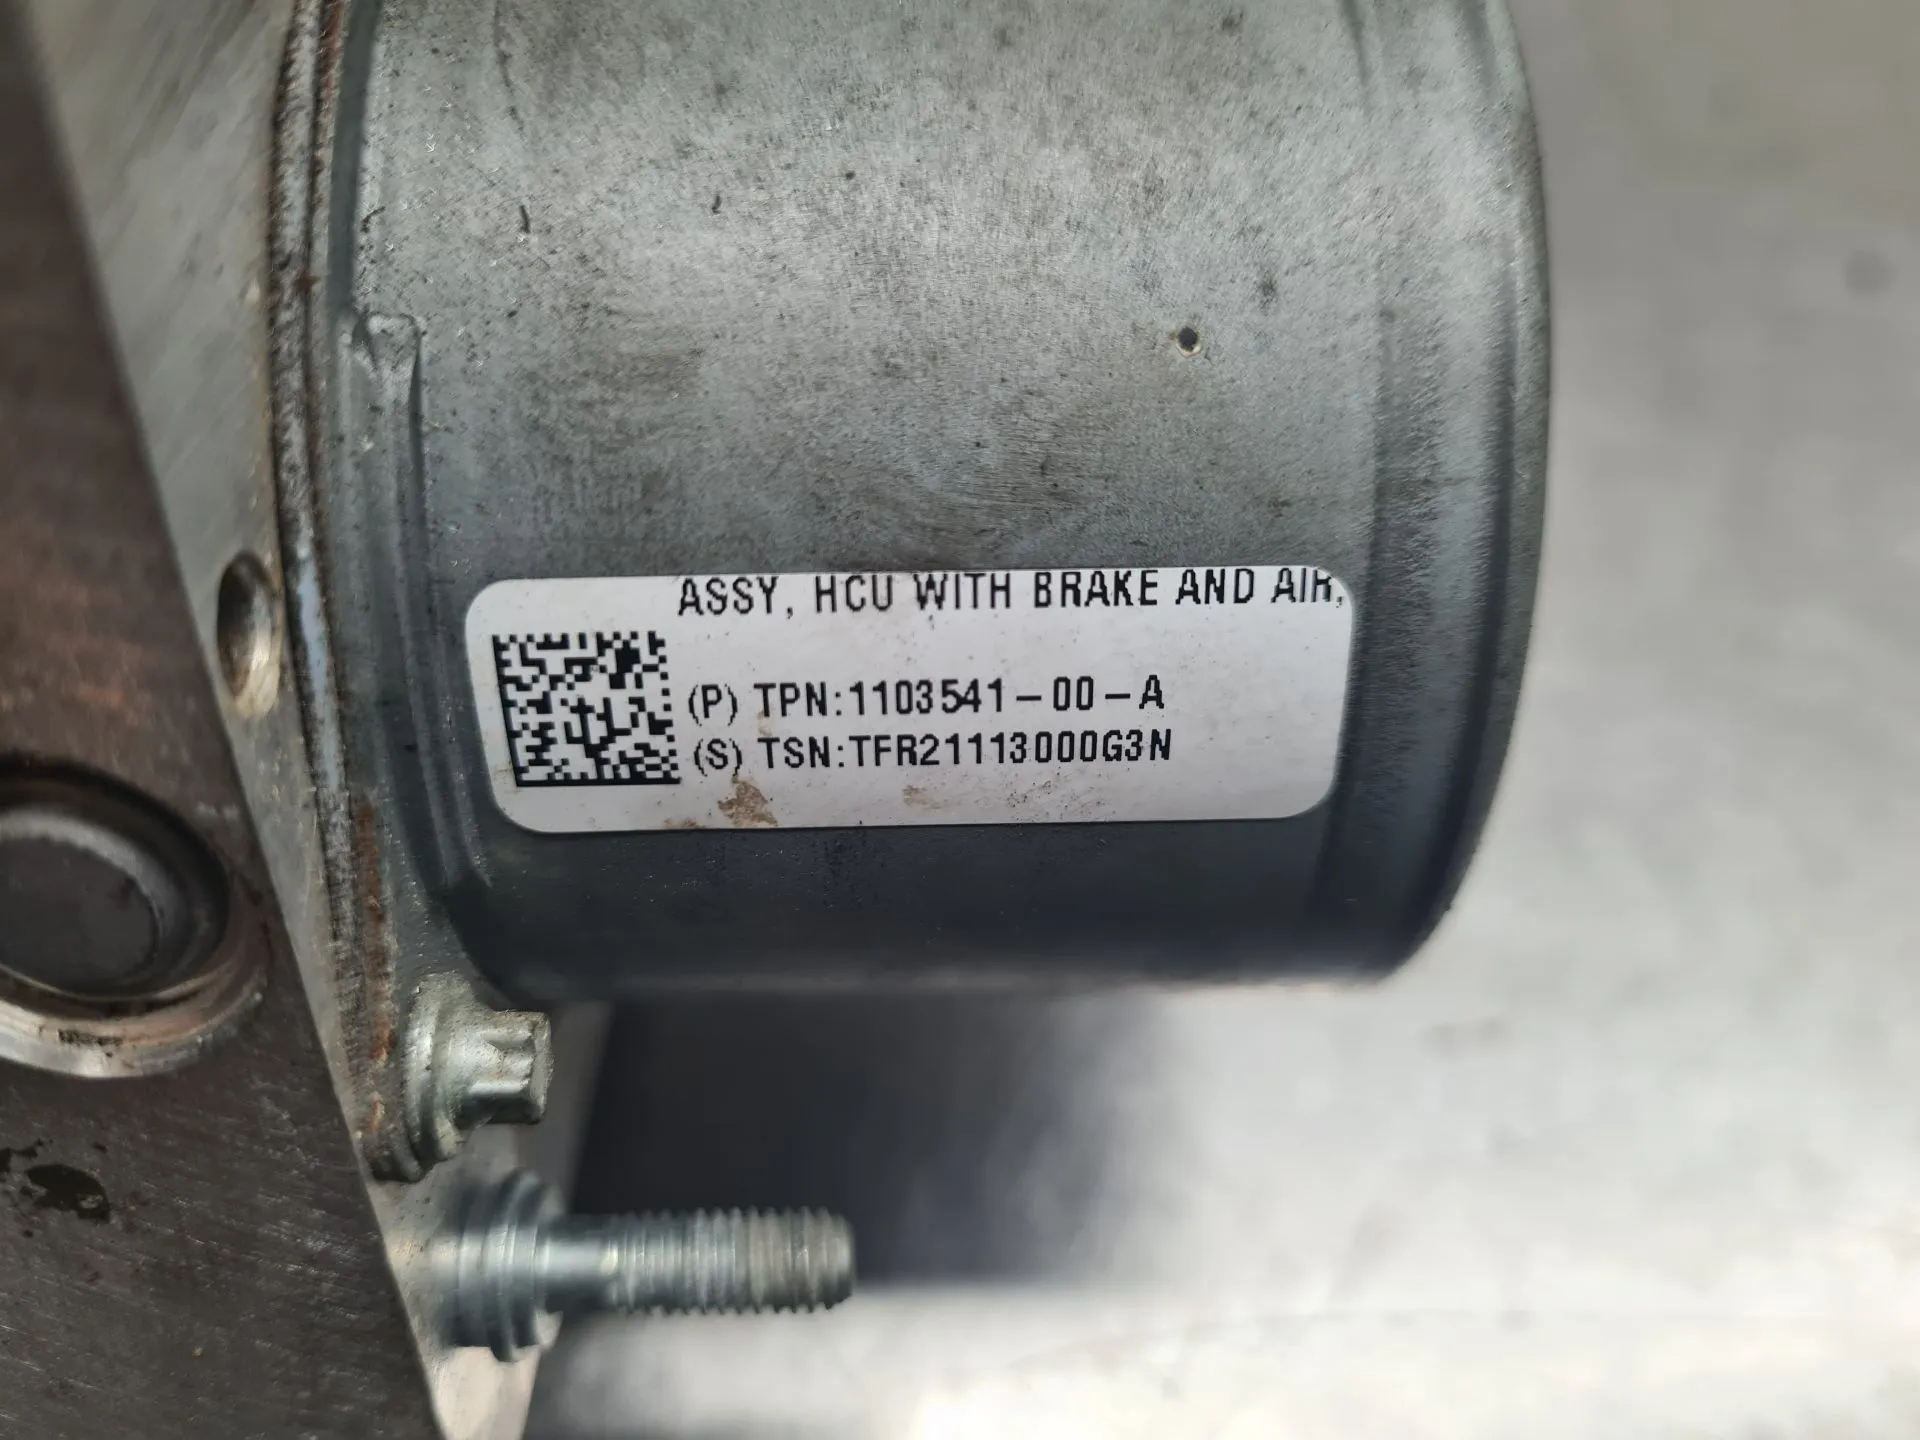 ASSY, HCU WITH BRAKE AND AIR,
(P) TPN:1103541-00-A
(S) TSN:TFR21113000G3N